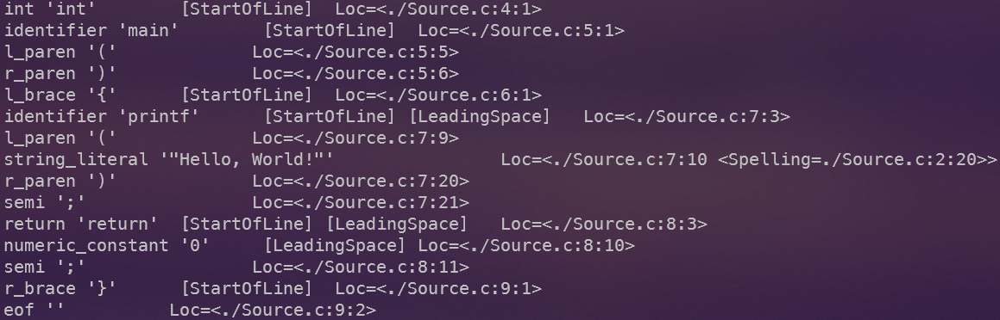 int 'int' [StartOfLine] Loc=<./Source.c:4:1>
identifier 'main' [StartOfLine] Loc=<./Source.c:5:1>
l_paren '(' Loc=<./Source.c:5:5>
r_paren ')' Loc=<./Source.c:5:6>
l_brace '{' [StartOfLine] Loc=<./Source.c:6:1>
identifier 'printf' [StartOfLine] [LeadingSpace] Loc=<./Source.c:7:3>
l_paren '(' Loc=<./Source.c:7:9>
string_literal '"Hello, World!"' Loc=<./Source.c:7:10 <Spelling=./Source.c:2:20>>
r_paren ')' Loc=<./Source.c:7:20>
semi ';' Loc=<./Source.c:7:21>
return 'return' [StartOfLine] [LeadingSpace] Loc=<./Source.c:8:3>
numeric_constant '0' [LeadingSpace] Loc=<./Source.c:8:10>
semi ';' Loc=<./Source.c:8:11>
r_brace '}' [StartOfLine] Loc=<./Source.c:9:1>
eof '' Loc=<./Source.c:9:2>